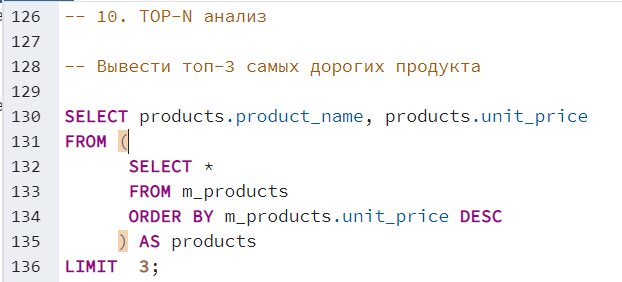 126 -- 10. TOP-N анализ
127
128 -- Вывести топ-3 самых дорогих продукта
129
130 SELECT products.product_name, products.unit_price
131 FROM (
132 SELECT *
133 FROM m_products
134 ORDER BY m_products.unit_price DESC
135 ) AS products
136 LIMIT 3;